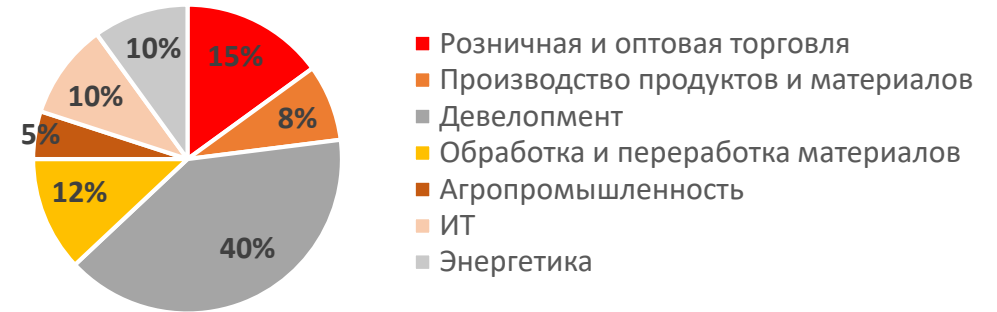 10%
15%
10%
8%
5%
12%
40%
Розничная и оптовая торговля
Производство продуктов и материалов
Девелопмент
Обработка и переработка материалов
Агропромышленность
ИТ
Энергетика